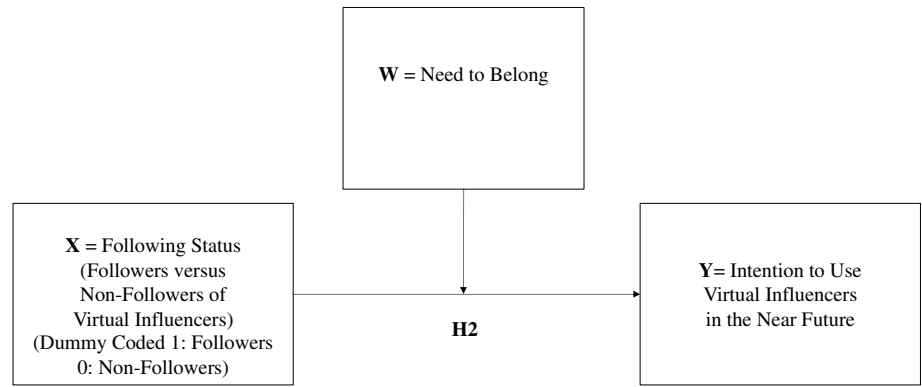 W = Need to Belong
X = Following Status
(Followers versus
Non-Followers of
Virtual Influencers)
(Dummy Coded 1: Followers
0: Non-Followers)
H2
Y= Intention to Use
Virtual Influencers
in the Near Future